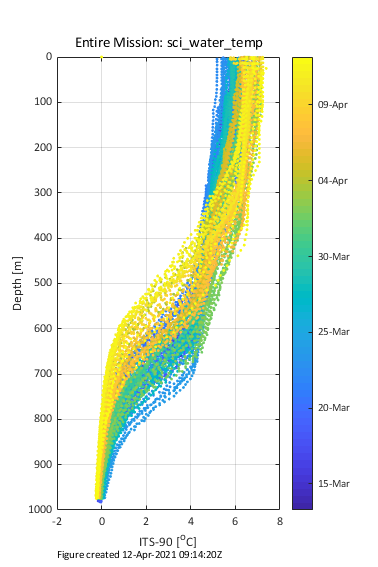 Entire Mission: sci_water_temp
0
100
200
300
400
500
600
700
800
900
1000
Depth [m]
-2 0 2 4 6 8
ITS-90 [°C]
09-Apr
04-Apr
30-Mar
25-Mar
20-Mar
15-Mar
Figure created 12-Apr-2021 09:14:20Z